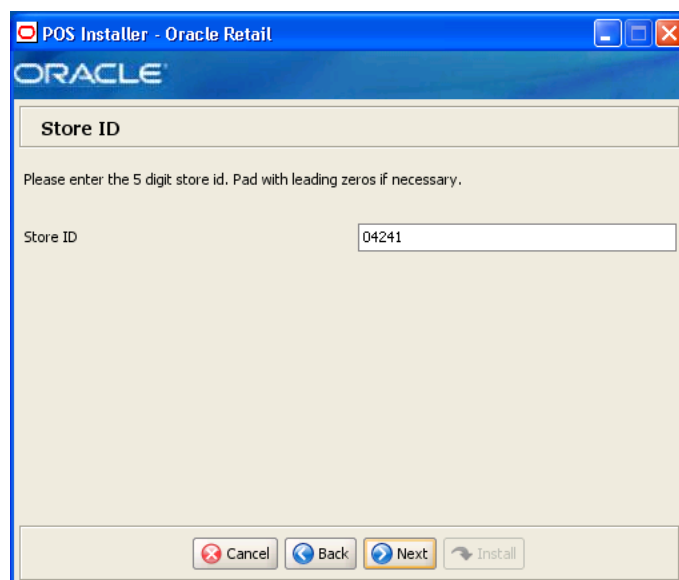 POS Installer - Oracle Retail
ORACLE
Store ID
Please enter the 5 digit store id. Pad with leading zeros if necessary.
Store ID 04241
Cancel Back Next Install